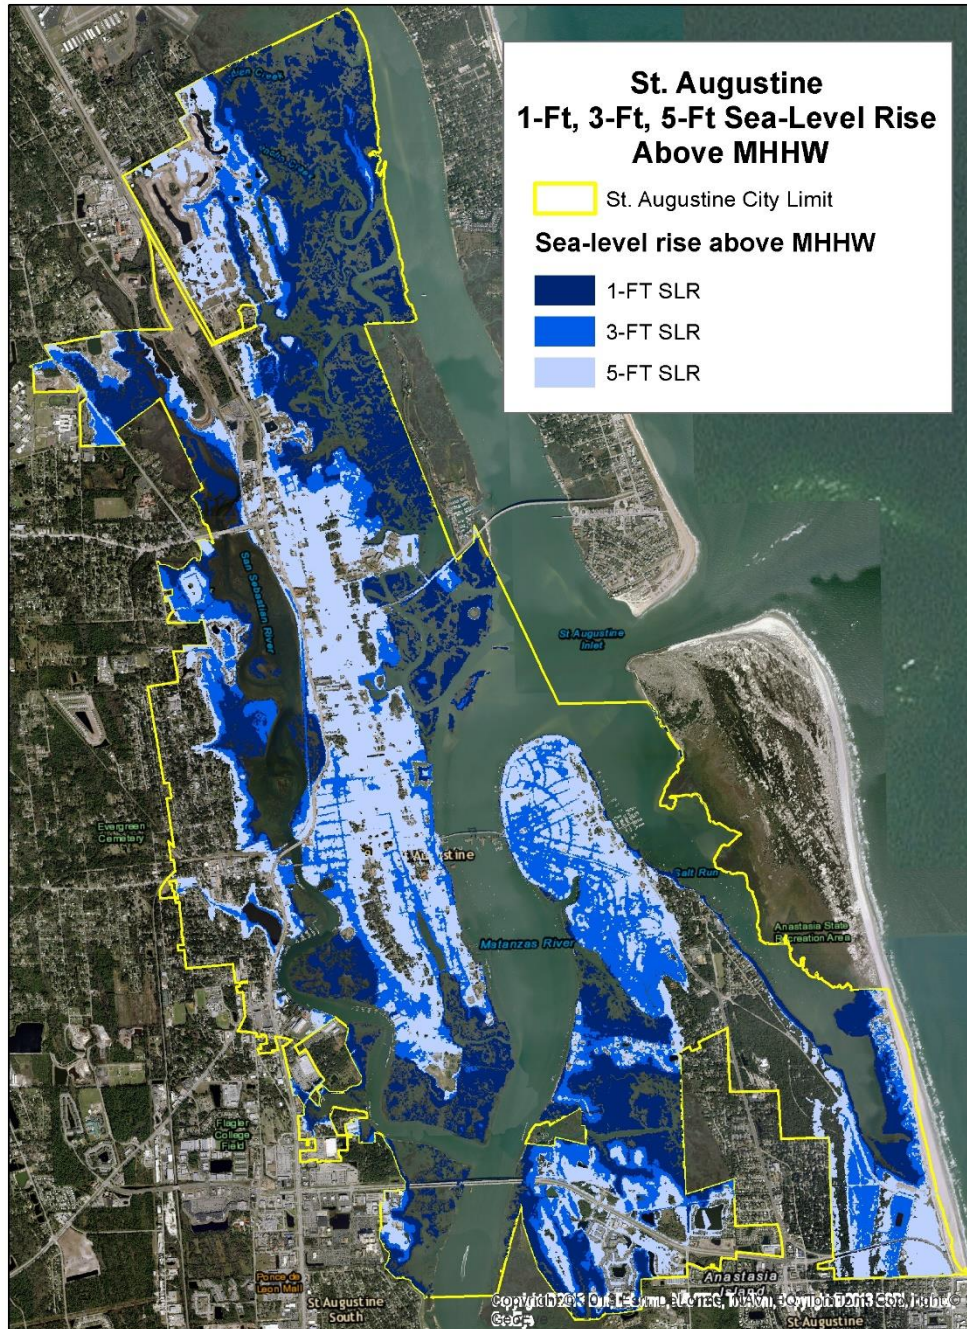 St. Augustine
1-Ft, 3-Ft, 5-Ft Sea-Level Rise
Above MHHW
St. Augustine City Limit
Sea-level rise above MHHW
1-FT SLR
3-FT SLR
5-FT SLR
Creek
San Sebastian River
St Augustine
Inlet
Evergreen
Cemetery
Salt Run
Matanzas River
Anastasia State
Recreation Area
Flagler
College
Field
Ponce de
Leon Mall
St Augustine
South
Anastasia
Island
St Augustine